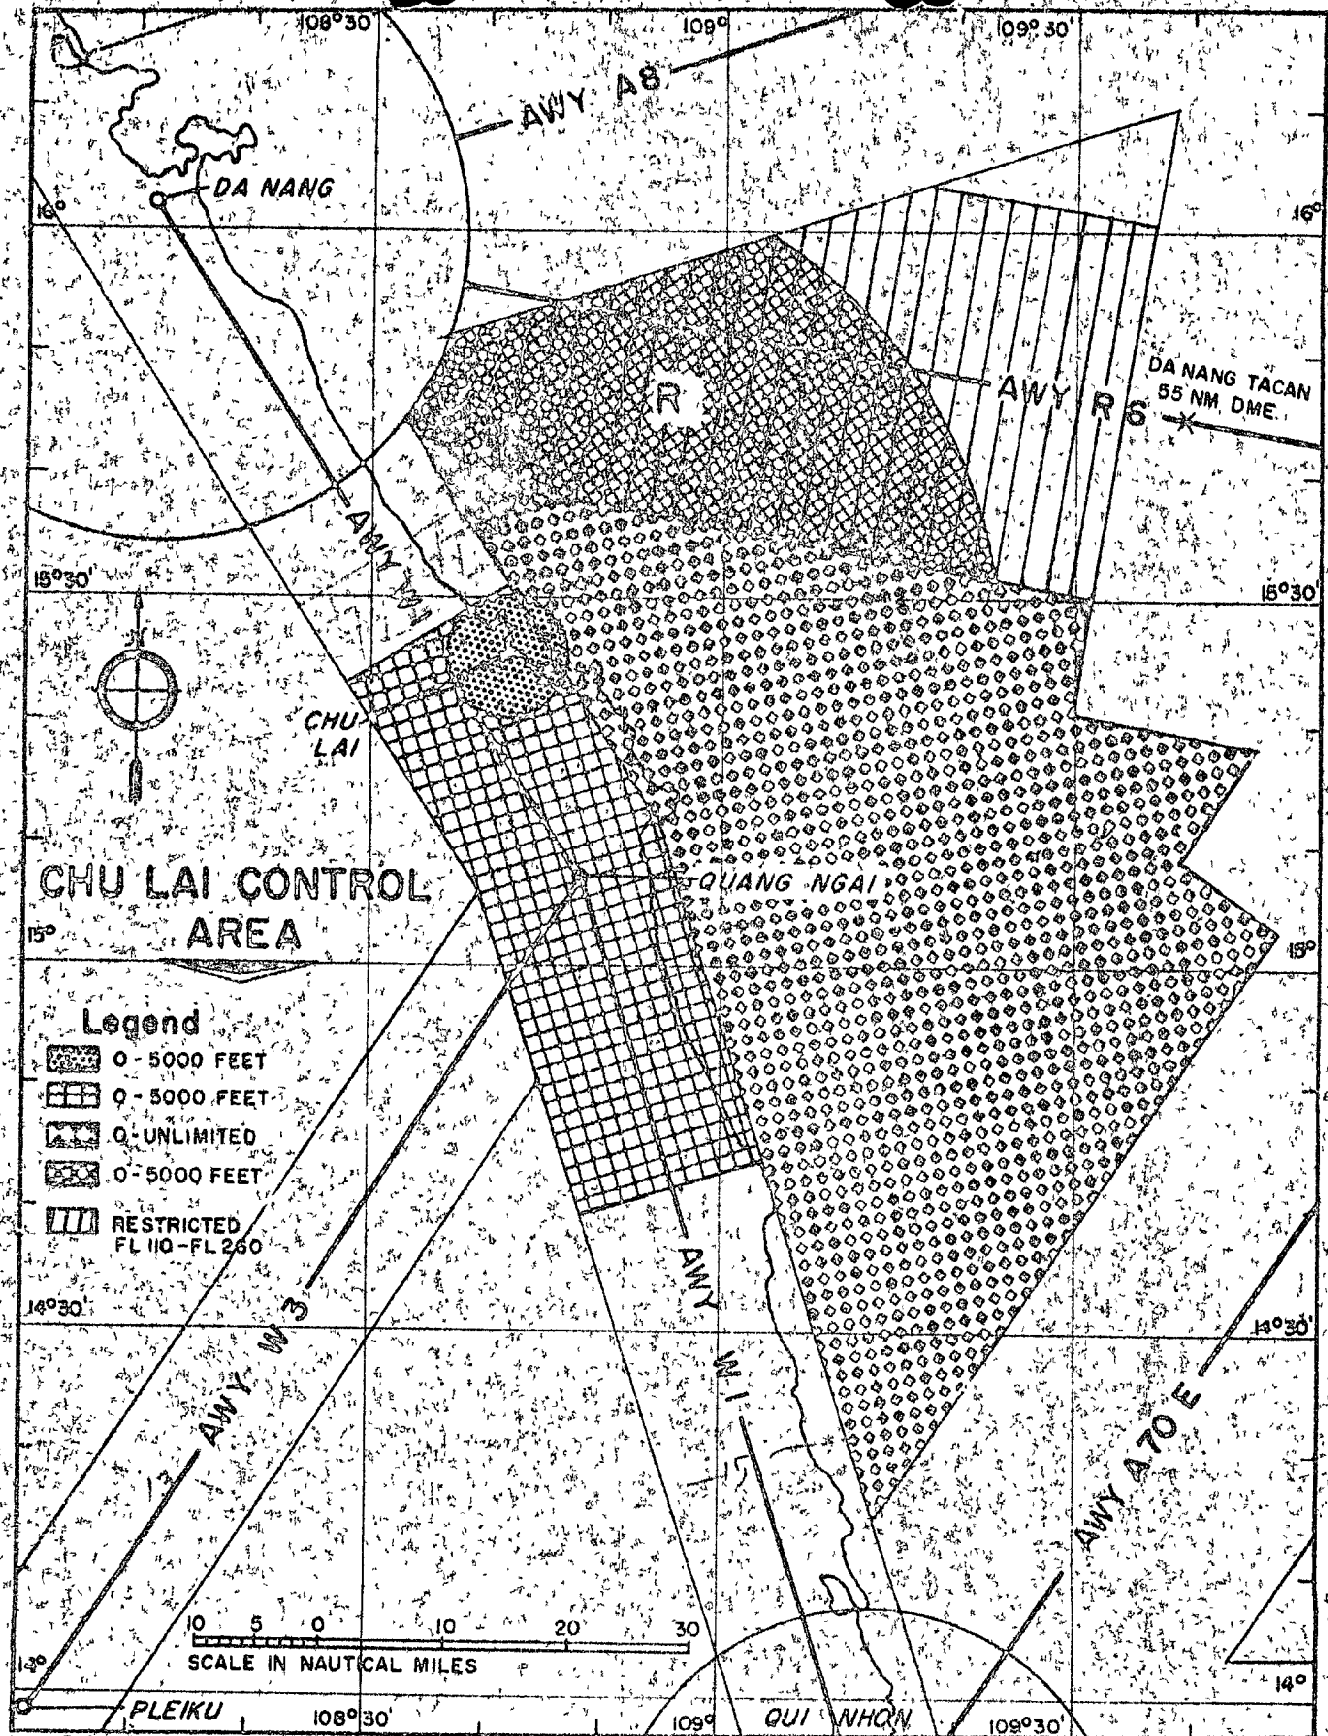 108°30'
109°
109°30'
AWY A8
DA NANG
16°
16°
R
AWY R6
DA NANG TACAN
55 NM DME
AWY W1
15°30'
15°30'
CHU
LAI
CHU LAI CONTROL
AREA
QUANG NGAI
15°
15°
Legend
0-5000 FEET
0-5000 FEET
0-UNLIMITED
0-5000 FEET
RESTRICTED
FL 110-FL 260
14°30'
14°30'
AWY W3
AWY W1
AWY A70 E
10 5 0 10 20 30
SCALE IN NAUTICAL MILES
14°
14°
PLEIKU
108°30'
109°
QUI NHON
109°30'